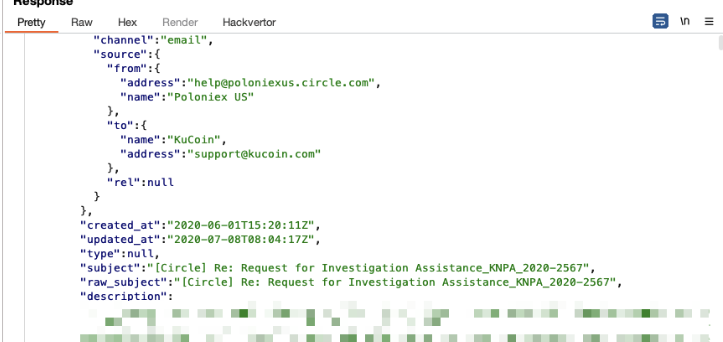 Response
Pretty Raw Hex Render Hackvertor \n
"channel":"email",
"source":{
"from":{
"address":"help@poloniexus.circle.com",
"name":"Poloniex US"
},
"to":{
"name":"KuCoin",
"address":"support@kucoin.com"
},
"rel":null
}
},
"created_at":"2020-06-01T15:20:11Z",
"updated_at":"2020-07-08T08:04:17Z",
"type":null,
"subject":"[Circle] Re: Request for Investigation Assistance_KNPA_2020-2567",
"raw_subject":"[Circle] Re: Request for Investigation Assistance_KNPA_2020-2567",
"description":